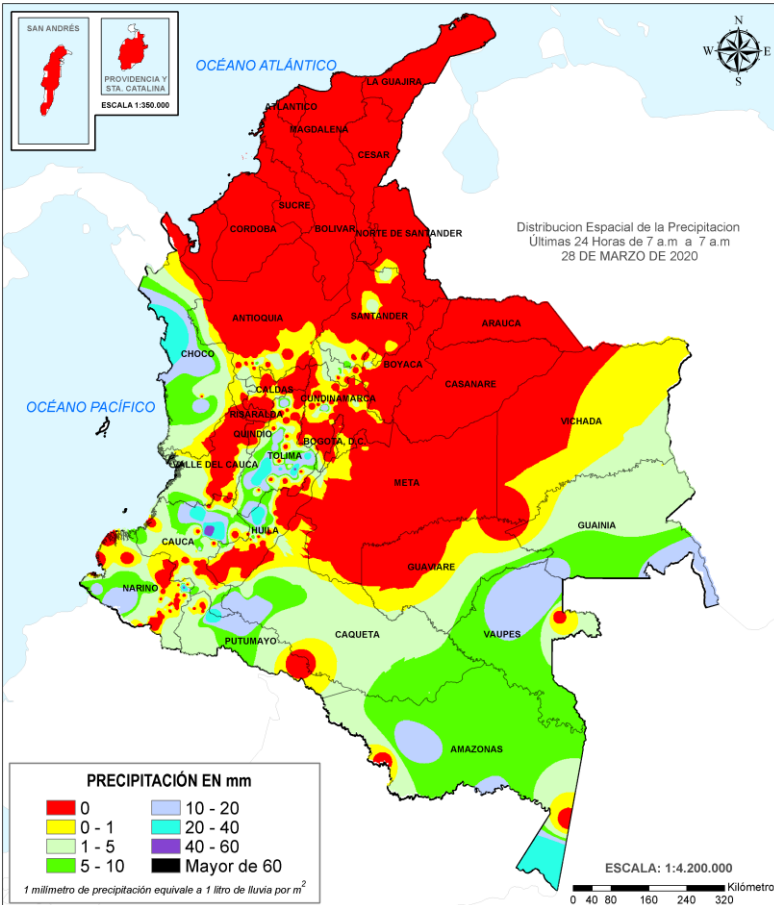 SAN ANDRÉS
PROVIDENCIA Y
STA. CATALINA
ESCALA 1:350.000
OCÉANO ATLÁNTICO
N
W
E
S
LA GUAJIRA
ATLANTICO
MAGDALENA
CESAR
SUCRE
CORDOBA
BOLIVAR
NORTE DE SANTANDER
Distribucion Espacial de la Precipitacion
Últimas 24 Horas de 7 a.m a 7 a.m
28 DE MARZO DE 2020
ANTIOQUIA
SANTANDER
ARAUCA
CHOCO
BOYACA
CASANARE
CALDAS
CUNDINAMARCA
OCÉANO PACÍFICO
RISARALDA
VICHADA
QUINDIO
BOGOTA, D.C.
TOLIMA
VALLE DEL CAUCA
META
GUAINIA
HUILA
CAUCA
GUAVIARE
NARIÑO
CAQUETA
VAUPES
PUTUMAYO
AMAZONAS
PRECIPITACIÓN EN mm
0
10 - 20
0 - 1
20 - 40
1 - 5
40 - 60
5 - 10
Mayor de 60
1 milímetro de precipitación equivale a 1 litro de lluvia por m²
ESCALA: 1:4.200.000
Kilómetro
0 40 80 160 240 320